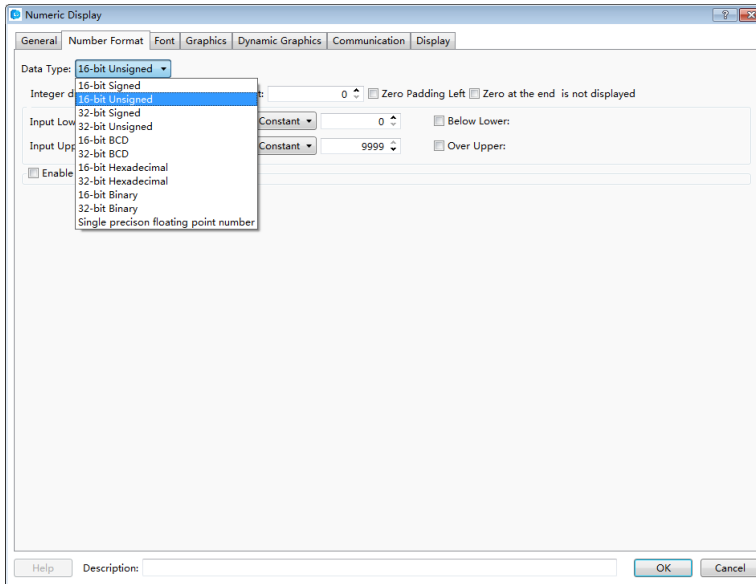 Numeric Display
General Number Format Font Graphics Dynamic Graphics Communication Display
Data Type: 16-bit Unsigned
16-bit Signed
Integer d t: 0 Zero Padding Left Zero at the end is not displayed
16-bit Unsigned
32-bit Signed
Input Low Constant 0 Below Lower:
32-bit Unsigned
16-bit BCD
Input Upp Constant 9999 Over Upper:
32-bit BCD
16-bit Hexadecimal
Enable
32-bit Hexadecimal
16-bit Binary
32-bit Binary
Single precison floating point number
Help Description: OK Cancel